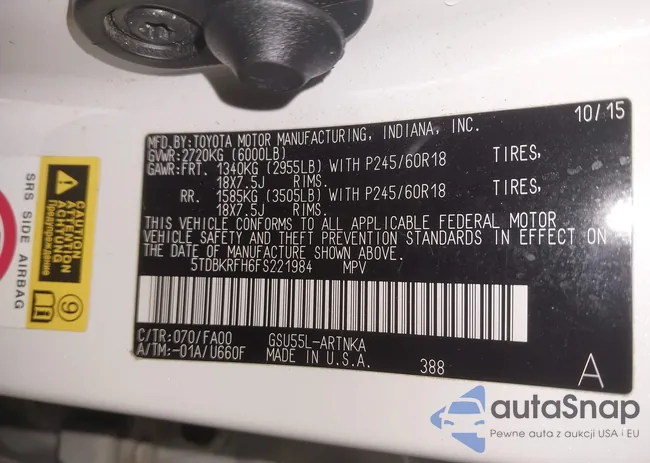 10/15
MFD.BY:TOYOTA MOTOR MANUFACTURING, INDIANA, INC.
GVWR:2720KG (6000LB)
GAWR:FRT. 1340KG (2955LB) WITH P245/60R18 TIRES,
18X7.5J RIMS.
RR. 1585KG (3505LB) WITH P245/60R18 TIRES,
18X7.5J RIMS.
THIS VEHICLE CONFORMS TO ALL APPLICABLE FEDERAL MOTOR
VEHICLE SAFETY AND THEFT PREVENTION STANDARDS IN EFFECT ON
THE DATE OF MANUFACTURE SHOWN ABOVE.
5TDBKRFH6FS221984 MPV
C/TR:070/FA00 GSU55L-ARTNKA
A/TM:-01A/U660F MADE IN U.S.A. 388 A
SRS SIDE AIRBAG
CAUTION
ATTENTION
ACHTUNG
Предупреждение
9
autaSnap
Pewne auta z aukcji USA i EU